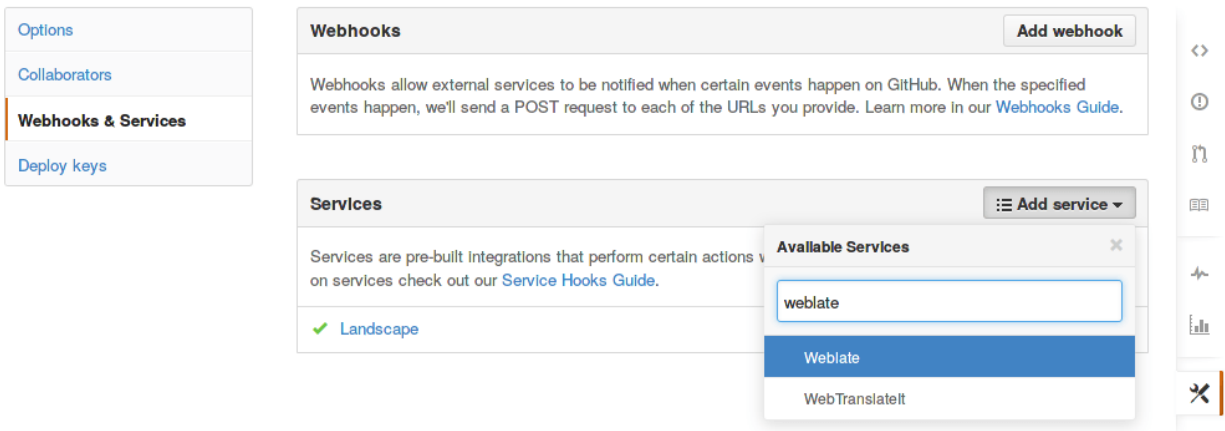 Options
Collaborators
Webhooks & Services
Deploy keys
Webhooks
Add webhook
Webhooks allow external services to be notified when certain events happen on GitHub. When the specified
events happen, we'll send a POST request to each of the URLs you provide. Learn more in our Webhooks Guide.
Services
Add service
Services are pre-built integrations that perform certain actions
on services check out our Service Hooks Guide.
Landscape
Available Services
weblate
Weblate
WebTranslateIt